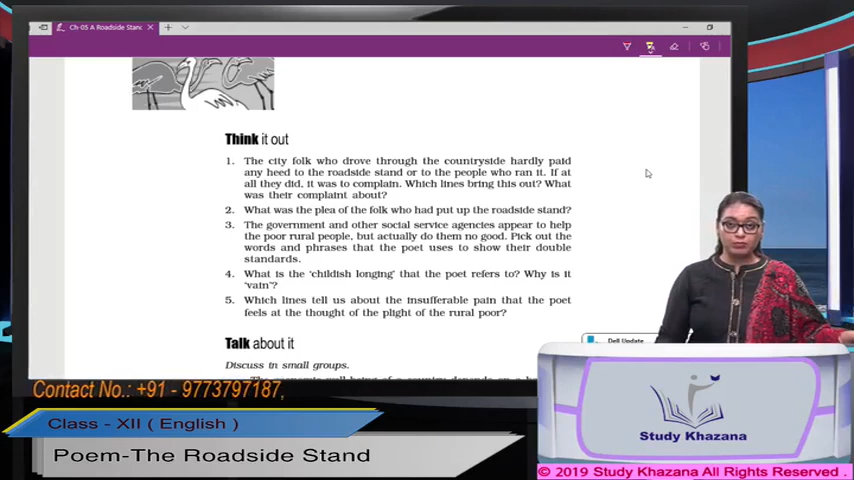 Ch-05 A Roadside Stand
Think it out
1. The city folk who drove through the countryside hardly paid
any heed to the roadside stand or to the people who ran it. If at
all they did, it was to complain. Which lines bring this out? What
was their complaint about?
2. What was the plea of the folk who had put up the roadside stand?
3. The government and other social service agencies appear to help
the poor rural people, but actually do them no good. Pick out the
words and phrases that the poet uses to show their double
standards.
4. What is the ‘childish longing’ that the poet refers to? Why is it
‘vain’?
5. Which lines tell us about the insufferable pain that the poet
feels at the thought of the plight of the rural poor?
Dell Update
Talk about it
Discuss in small groups.
Contact No.: +91 - 9773797187,
Class - XII ( English )
Study Khazana
Poem-The Roadside Stand
© 2019 Study Khazana All Rights Reserved .